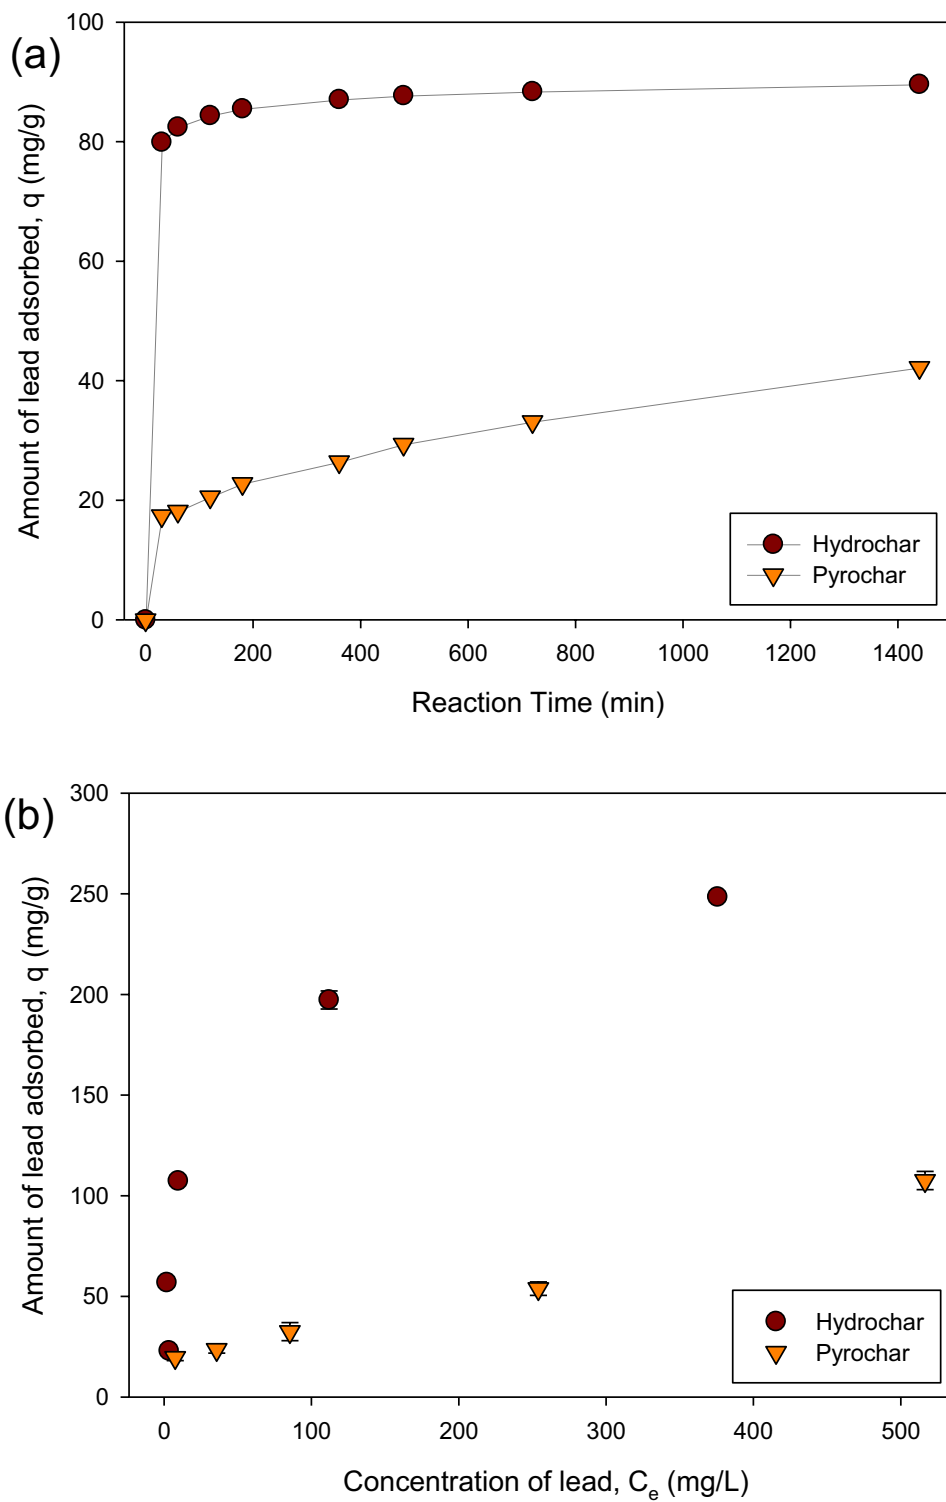 (a)
Amount of lead adsorbed, q (mg/g)
100
80
60
40
20
0
0 200 400 600 800 1000 1200 1400
Reaction Time (min)
Hydrochar
Pyrochar
(b)
Amount of lead adsorbed, q (mg/g)
300
250
200
150
100
50
0
0 100 200 300 400 500
Concentration of lead, Cₑ (mg/L)
Hydrochar
Pyrochar